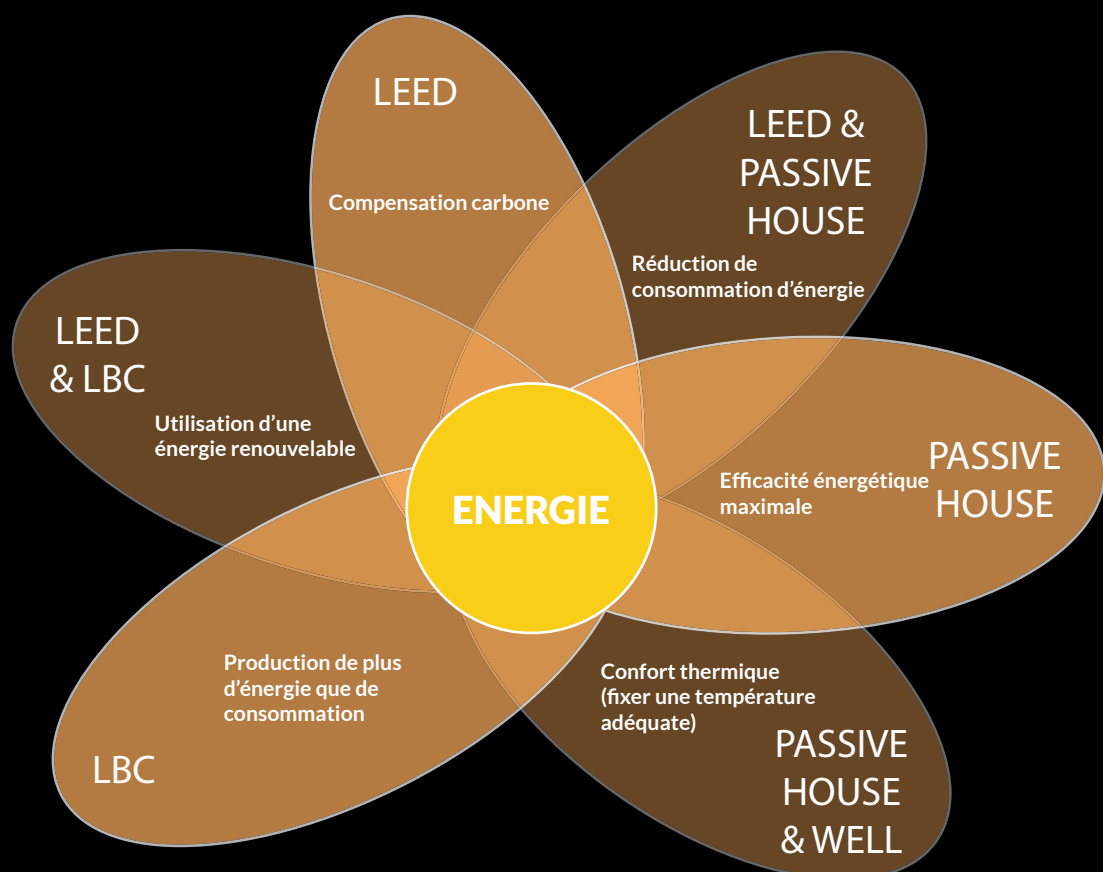 LEED
Compensation carbone
LEED &
PASSIVE
HOUSE
Réduction de
consommation d’énergie
LEED
& LBC
Utilisation d’une
énergie renouvelable
PASSIVE
HOUSE
Efficacité énergétique
maximale
ENERGIE
Production de plus
d’énergie que de
consommation
LBC
Confort thermique
(fixer une température
adéquate)
PASSIVE
HOUSE
& WELL